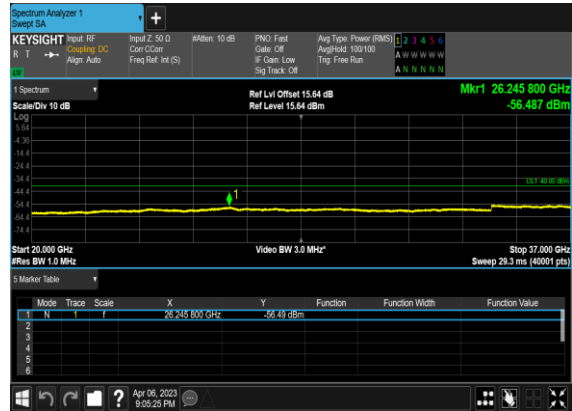 Spectrum Analyzer 1
Swept SA
+
KEYSIGHT Input: RF Input Z: 50 Ω #Atten: 10 dB PNO: Fast Avg Type: Power (RMS) 1 2 3 4 5 6
R T Coupling: DC Corr CCorr Gate: Off Avg|Hold: 100/100 A W W W W W
Align: Auto Freq Ref: Int (S) IF Gain: Low Trig: Free Run
Sig Track: Off A N N N N N
1 Spectrum Ref Lvl Offset 15.64 dB Mkr1 26.245 800 GHz
Scale/Div 10 dB Ref Level 15.64 dBm -56.487 dBm
Log
5.64
-4.36
-14.4
-24.4
-34.4
DL1 -40.00 dBm
-44.4
1
-54.4
-64.4
-74.4
Start 20.000 GHz Video BW 3.0 MHz* Stop 37.000 GHz
#Res BW 1.0 MHz Sweep 29.3 ms (40001 pts)
5 Marker Table
Mode Trace Scale X Y Function Function Width Function Value
1 N 1 f 26.245 800 GHz -56.49 dBm
2
3
4
5
6
? Apr 06, 2023
9:05:25 PM